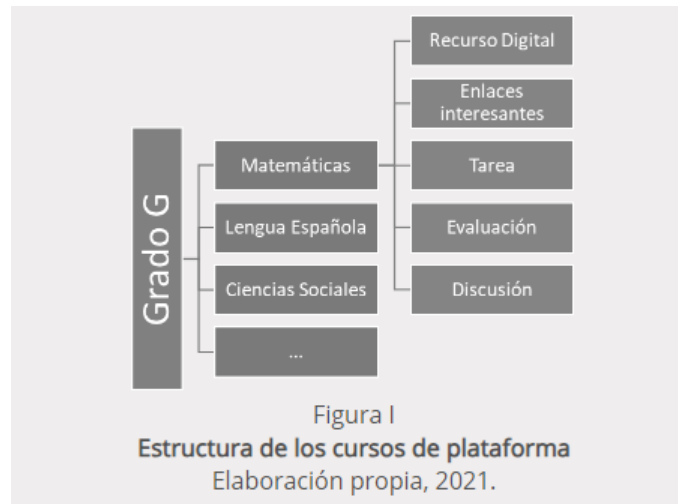 Grado G
Matemáticas
Lengua Española
Ciencias Sociales
...
Recurso Digital
Enlaces
interesantes
Tarea
Evaluación
Discusión
Figura I
Estructura de los cursos de plataforma
Elaboración propia, 2021.